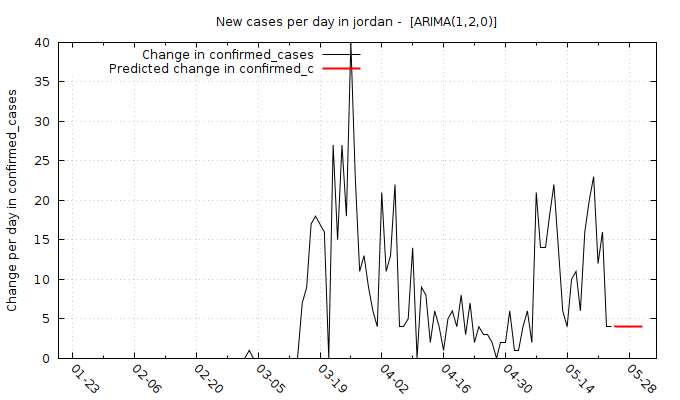 New cases per day in jordan -  [ARIMA(1,2,0)]
Change in confirmed_cases
Predicted change in confirmed_c
Change per day in confirmed_cases
40
35
30
25
20
15
10
5
0
01-23 02-06 02-20 03-05 03-19 04-02 04-16 04-30 05-14 05-28